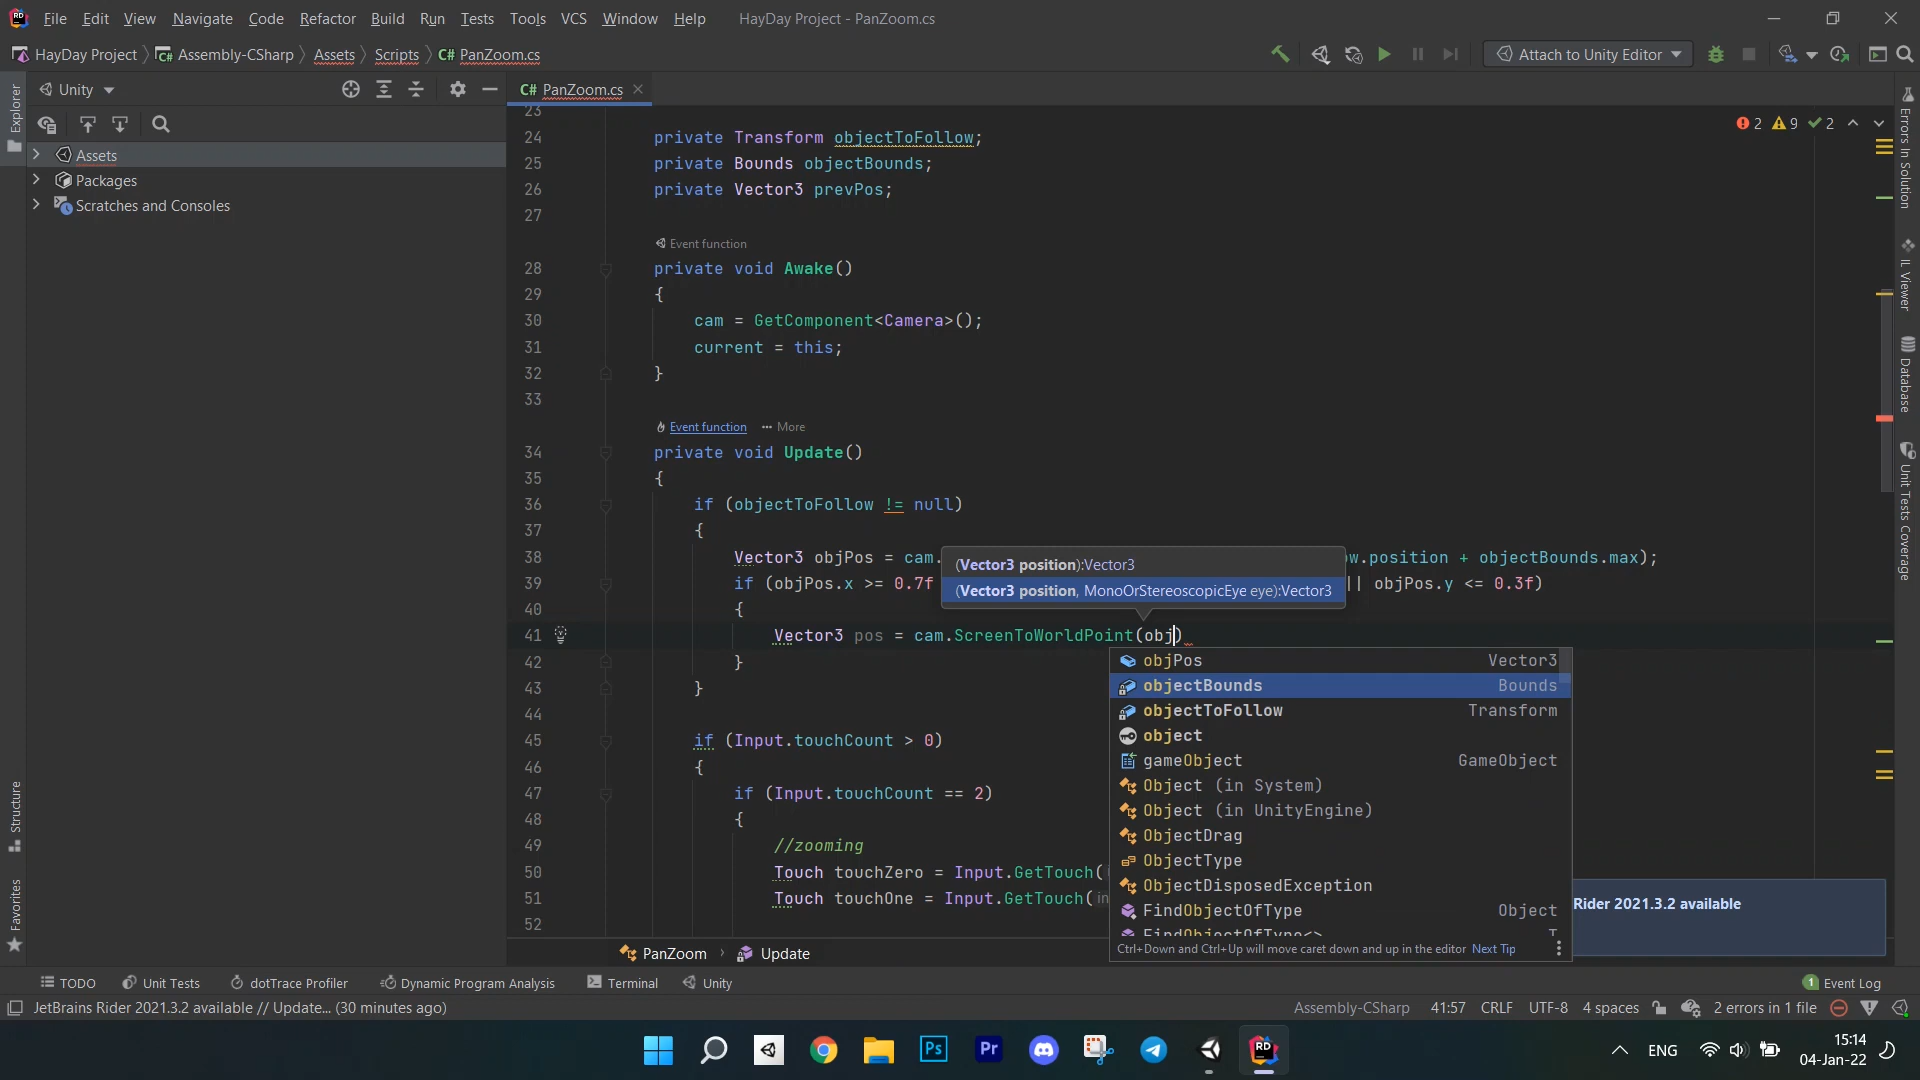 File Edit View Navigate Code Refactor Build Run Tests Tools VCS Window Help HayDay Project - PanZoom.cs
HayDay Project Assembly-CSharp Assets Scripts C# PanZoom.cs Attach to Unity Editor
Explorer
Unity
C# PanZoom.cs
2 9 2
Assets
Packages
Scratches and Consoles
23
24 private Transform objectToFollow;
25 private Bounds objectBounds;
26 private Vector3 prevPos;
27
Event function
28 private void Awake()
29 {
30 cam = GetComponent<Camera>();
31 current = this;
32 }
33
Event function More
34 private void Update()
35 {
36 if (objectToFollow != null)
37 {
38 Vector3 objPos = cam. w.position + objectBounds.max);
(Vector3 position):Vector3
39 if (objPos.x >= 0.7f || objPos.y <= 0.3f)
(Vector3 position, MonoOrStereoscopicEye eye):Vector3
40 {
41 Vector3 pos = cam.ScreenToWorldPoint(obj)
42 }
43 }
44
45 if (Input.touchCount > 0)
46 {
47 if (Input.touchCount == 2)
48 {
49 //zooming
50 Touch touchZero = Input.GetTouch(
51 Touch touchOne = Input.GetTouch(in
52
objPos Vector3
objectBounds Bounds
objectToFollow Transform
object
gameObject GameObject
Object (in System)
Object (in UnityEngine)
ObjectDrag
ObjectType
ObjectDisposedException
FindObjectOfType Object
FindObjectOfType<> T
Ctrl+Down and Ctrl+Up will move caret down and up in the editor Next Tip
Rider 2021.3.2 available
Errors In Solution
IL Viewer
Database
Unit Tests Coverage
Structure
Favorites
PanZoom Update
TODO Unit Tests dotTrace Profiler Dynamic Program Analysis Terminal Unity 1 Event Log
JetBrains Rider 2021.3.2 available // Update... (30 minutes ago) Assembly-CSharp 41:57 CRLF UTF-8 4 spaces 2 errors in 1 file
Ps Pr RD ENG 15:14
04-Jan-22